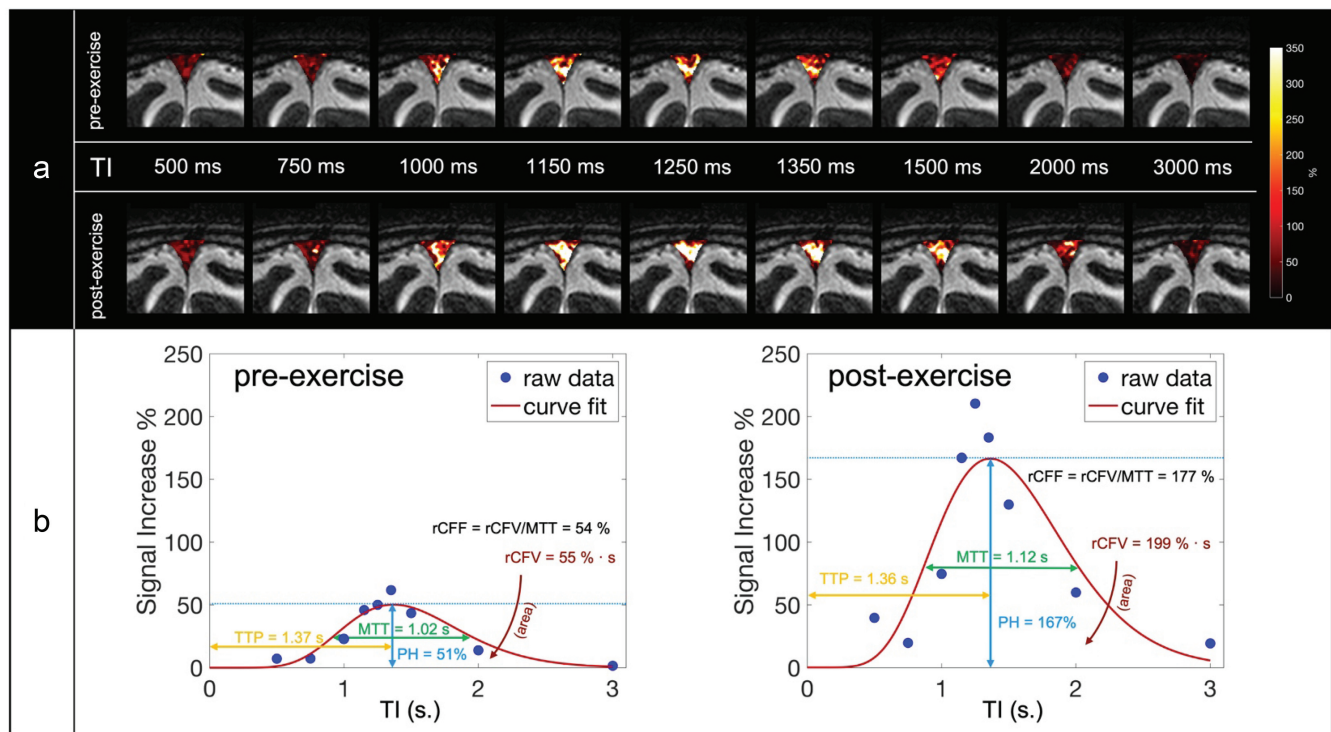 pre-exercise
350
300
250
200
150
100
50
0
%
a
TI 500 ms 750 ms 1000 ms 1150 ms 1250 ms 1350 ms 1500 ms 2000 ms 3000 ms
post-exercise
b
pre-exercise
raw data
curve fit
Signal Increase %
250
200
150
100
50
0
rCFF = rCFV/MTT = 54 %
rCFV = 55 % · s
(area)
TTP = 1.37 s
MTT = 1.02 s
PH = 51%
0 1 2 3
TI (s.)
post-exercise
raw data
curve fit
Signal Increase %
250
200
150
100
50
0
rCFF = rCFV/MTT = 177 %
rCFV = 199 % · s
(area)
MTT = 1.12 s
TTP = 1.36 s
PH = 167%
0 1 2 3
TI (s.)